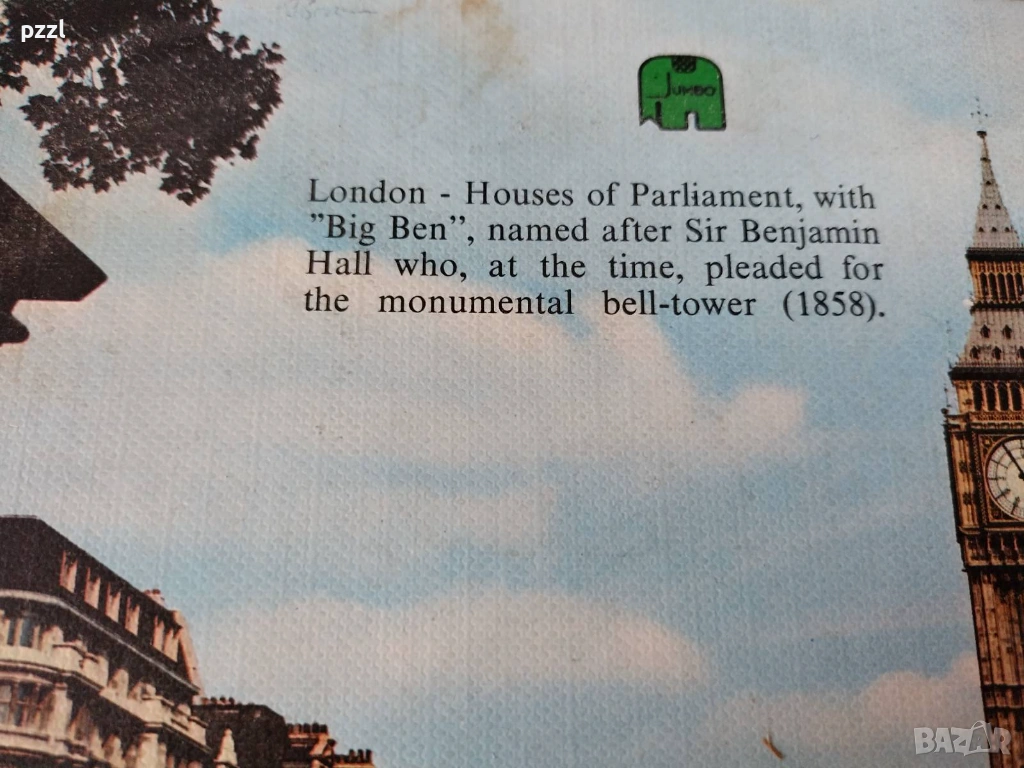 pzzl
JUMBO
London - Houses of Parliament, with
”Big Ben”, named after Sir Benjamin
Hall who, at the time, pleaded for
the monumental bell-tower (1858).
BAZAR